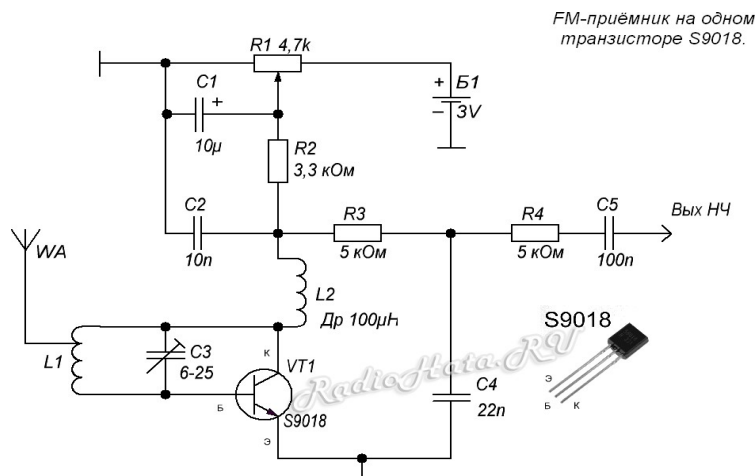 FM-приёмник на одном
транзисторе S9018.
R1 4,7k
C1
+
10µ
+
Б1
–
3V
R2
3,3 кОм
C2
10n
R3
5 кОм
R4
5 кОм
C5
100n
Вых НЧ
WA
L2
Др 100µH
L1
C3
6-25
к
VT1
Б
S9018
Э
C4
22n
S9018
Э
Б
К
RadioHata.RU